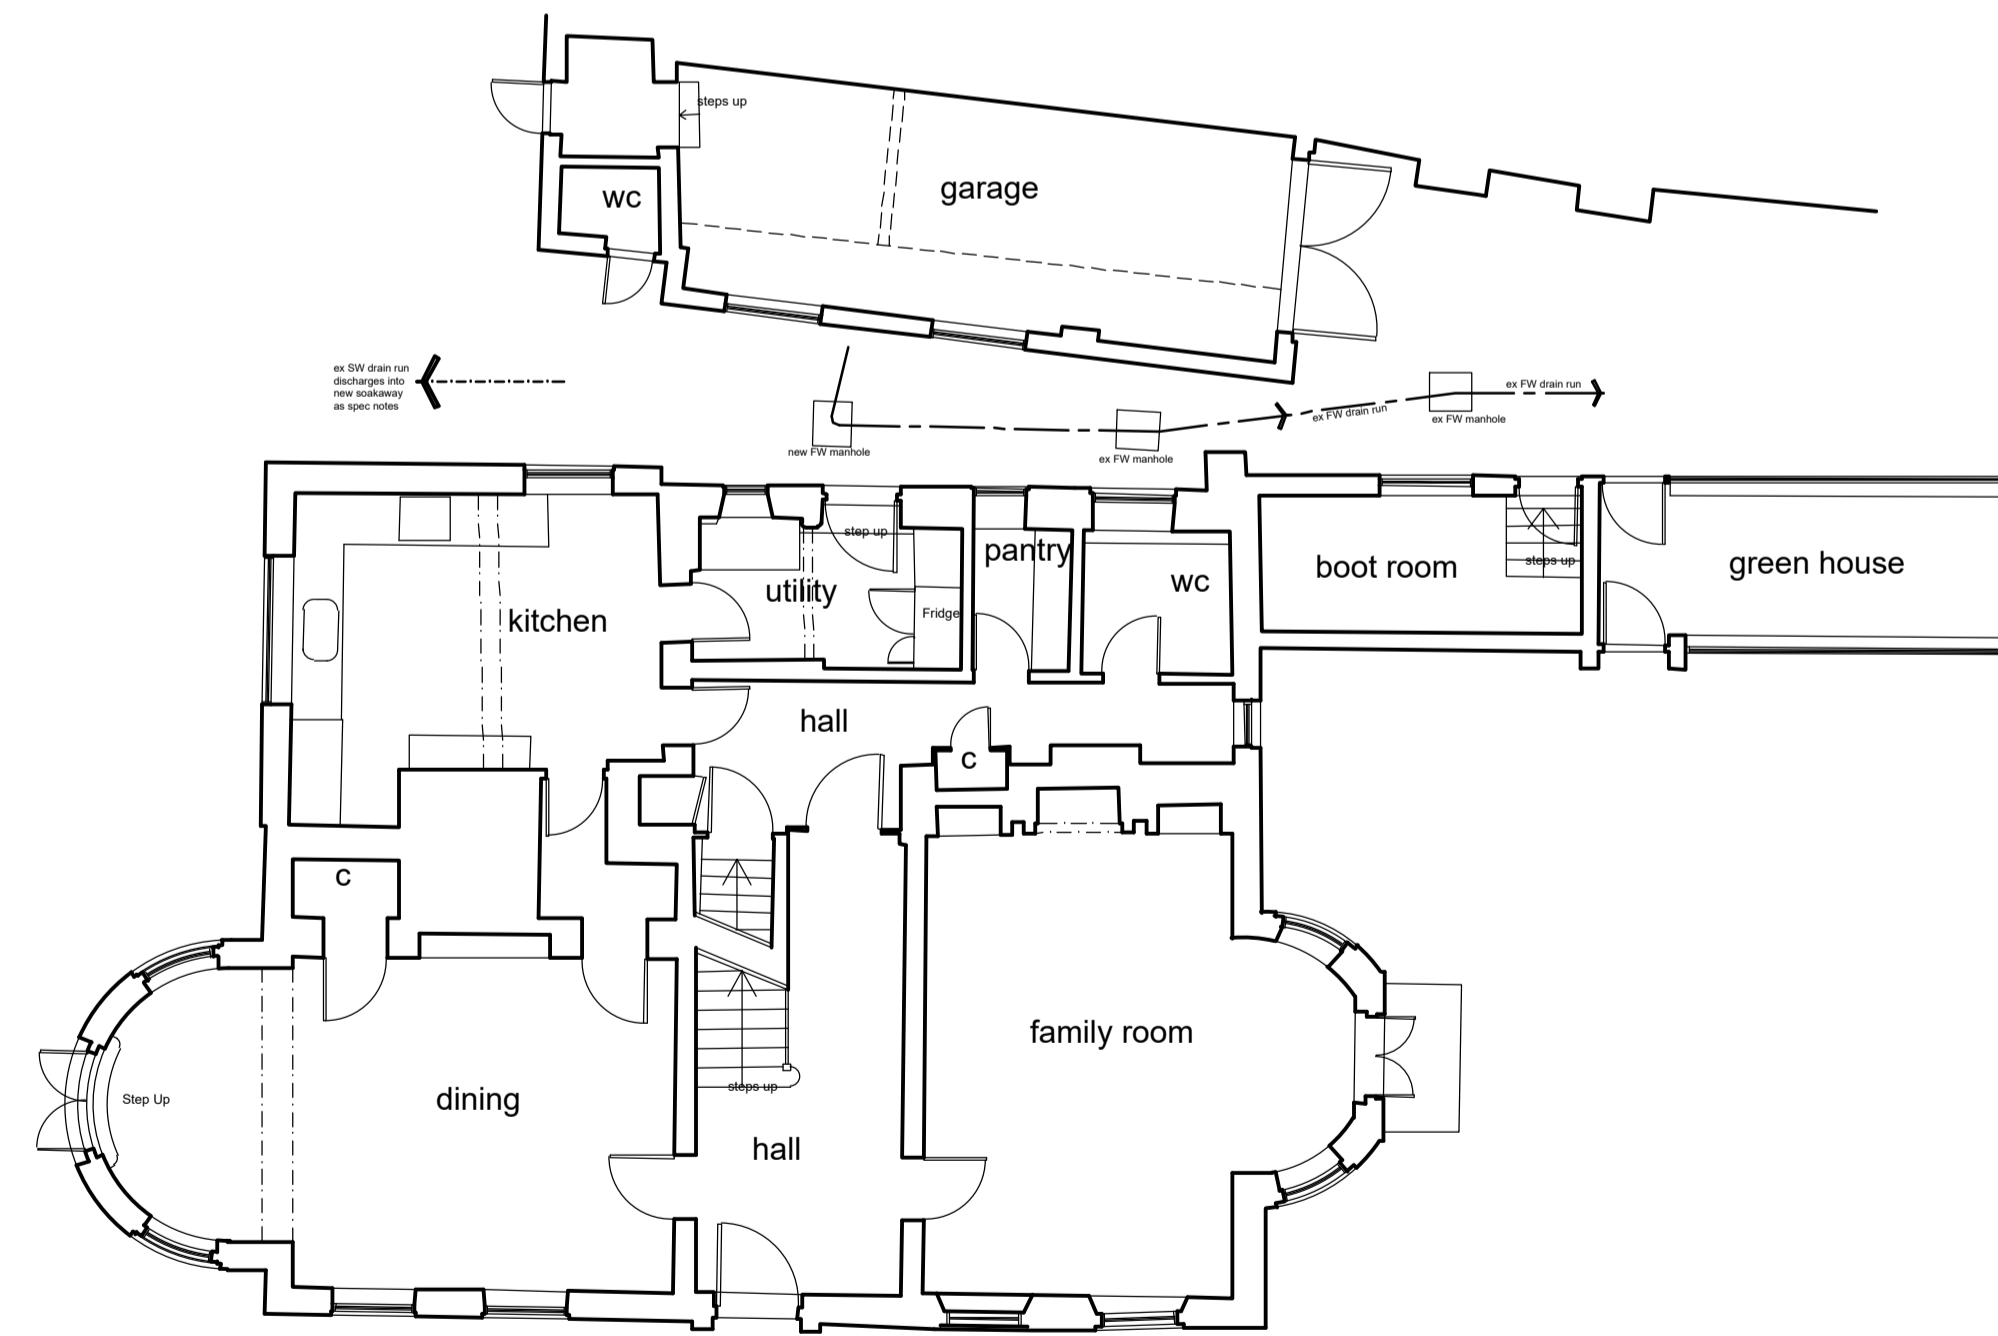 steps up
wc
garage
ex SW drain run
discharges into
new soakaway
as spec notes
ex FW drain run
ex FW drain run
ex FW manhole
new FW manhole
ex FW manhole
step up
pantry
utility
wc
boot room
steps up
green house
kitchen
Fridge
hall
c
c
family room
dining
Step Up
steps up
hall